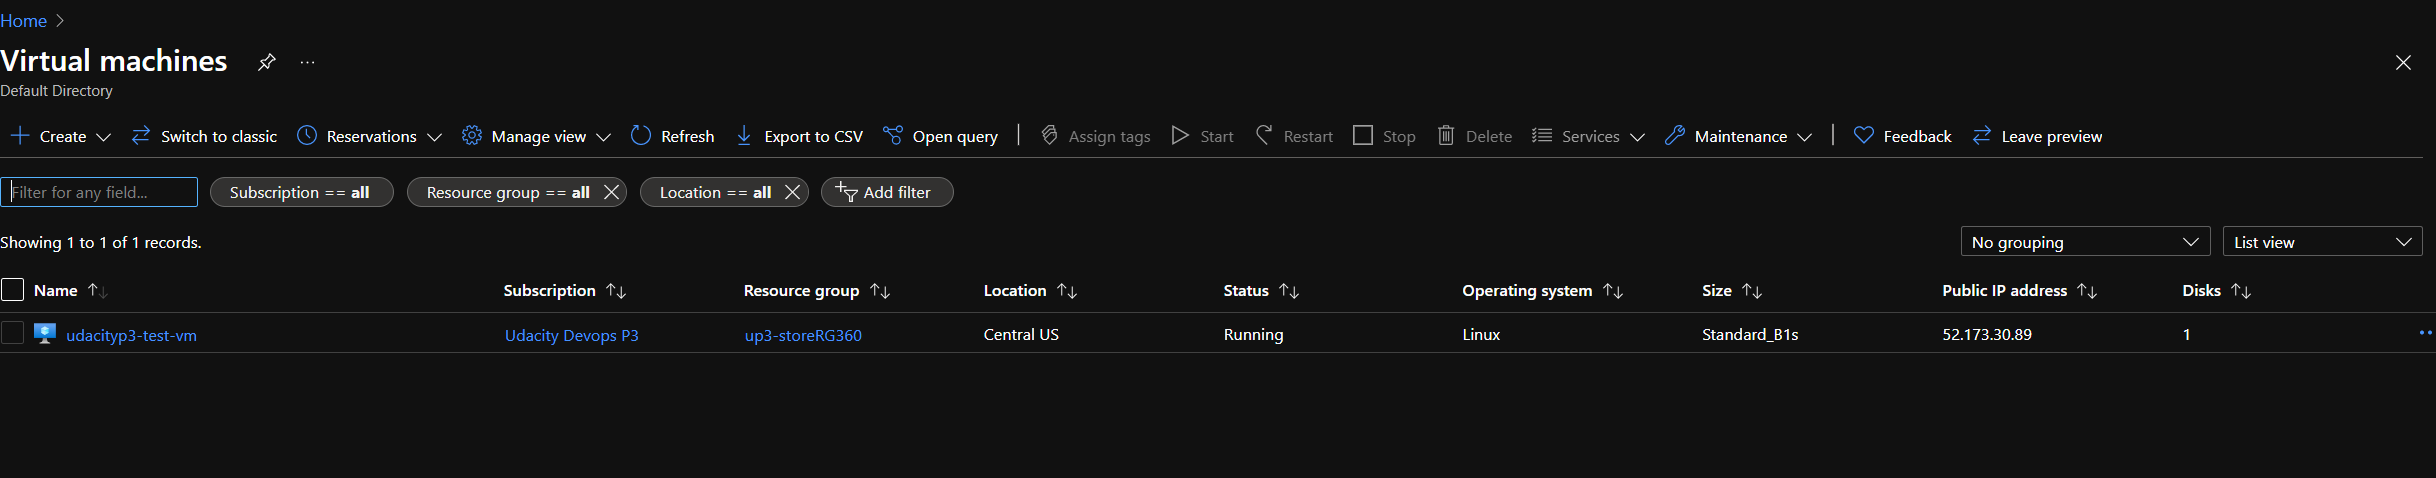 Home
Virtual machines
Default Directory
Create Switch to classic Reservations Manage view Refresh Export to CSV Open query Assign tags Start Restart Stop Delete Services Maintenance Feedback Leave preview
Filter for any field... Subscription == all Resource group == all Location == all Add filter
Showing 1 to 1 of 1 records. No grouping List view
Name Subscription Resource group Location Status Operating system Size Public IP address Disks
udacityp3-test-vm Udacity Devops P3 up3-storeRG360 Central US Running Linux Standard_B1s 52.173.30.89 1